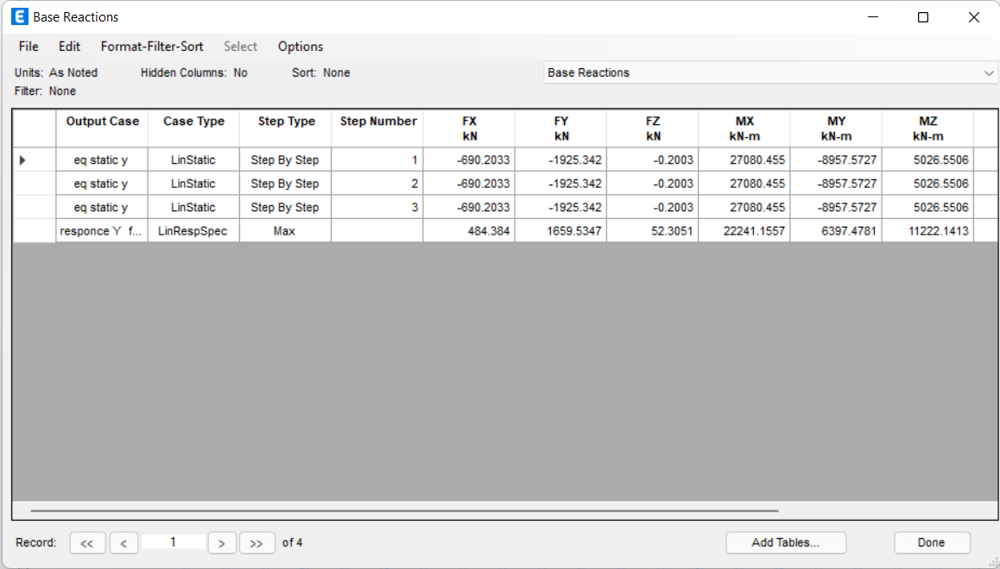 E Base Reactions
File Edit Format-Filter-Sort Select Options
Units: As Noted Hidden Columns: No Sort: None Base Reactions
Filter: None
Output Case Case Type Step Type Step Number FX kN FY kN FZ kN MX kN-m MY kN-m MZ kN-m
eq static y LinStatic Step By Step 1 -690.2033 -1925.342 -0.2003 27080.455 -8957.5727 5026.5506
eq static y LinStatic Step By Step 2 -690.2033 -1925.342 -0.2003 27080.455 -8957.5727 5026.5506
eq static y LinStatic Step By Step 3 -690.2033 -1925.342 -0.2003 27080.455 -8957.5727 5026.5506
responce Y f... LinRespSpec Max 484.384 1659.5347 52.3051 22241.1557 6397.4781 11222.1413
Record: << < 1 > >> of 4 Add Tables... Done